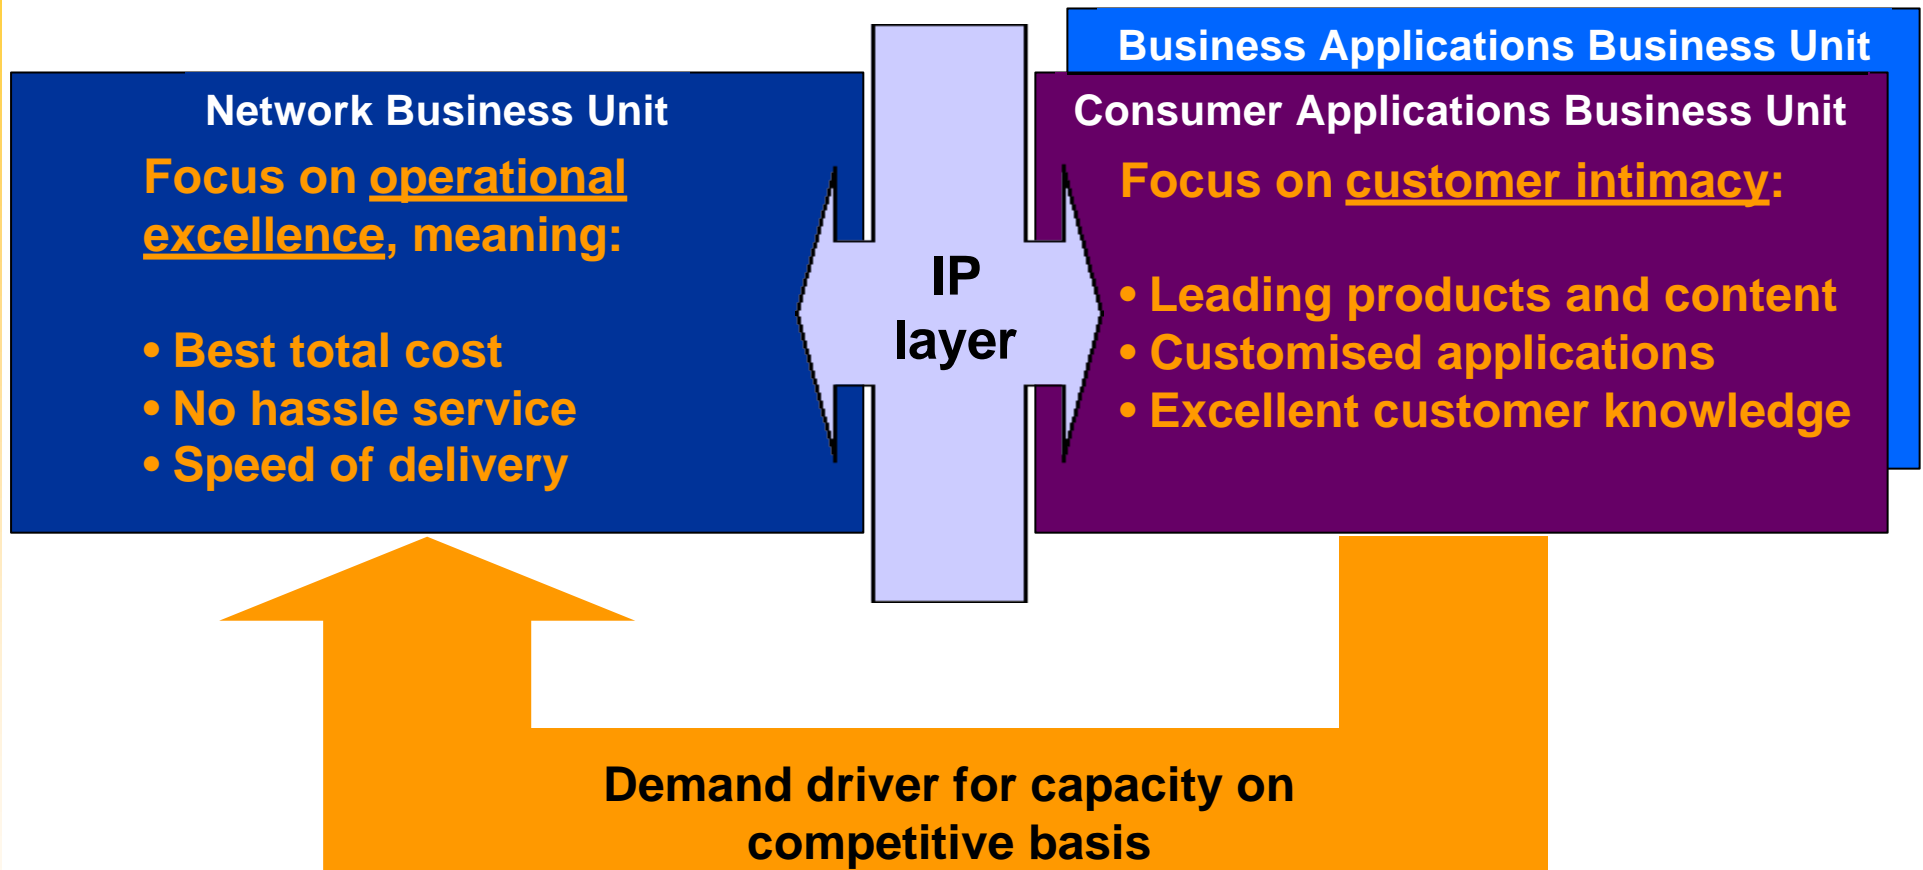 Network Business Unit
Focus on operational
excellence, meaning:
• Best total cost
• No hassle service
• Speed of delivery
IP
layer
Business Applications Business Unit
Consumer Applications Business Unit
Focus on customer intimacy:
• Leading products and content
• Customised applications
• Excellent customer knowledge
Demand driver for capacity on
competitive basis